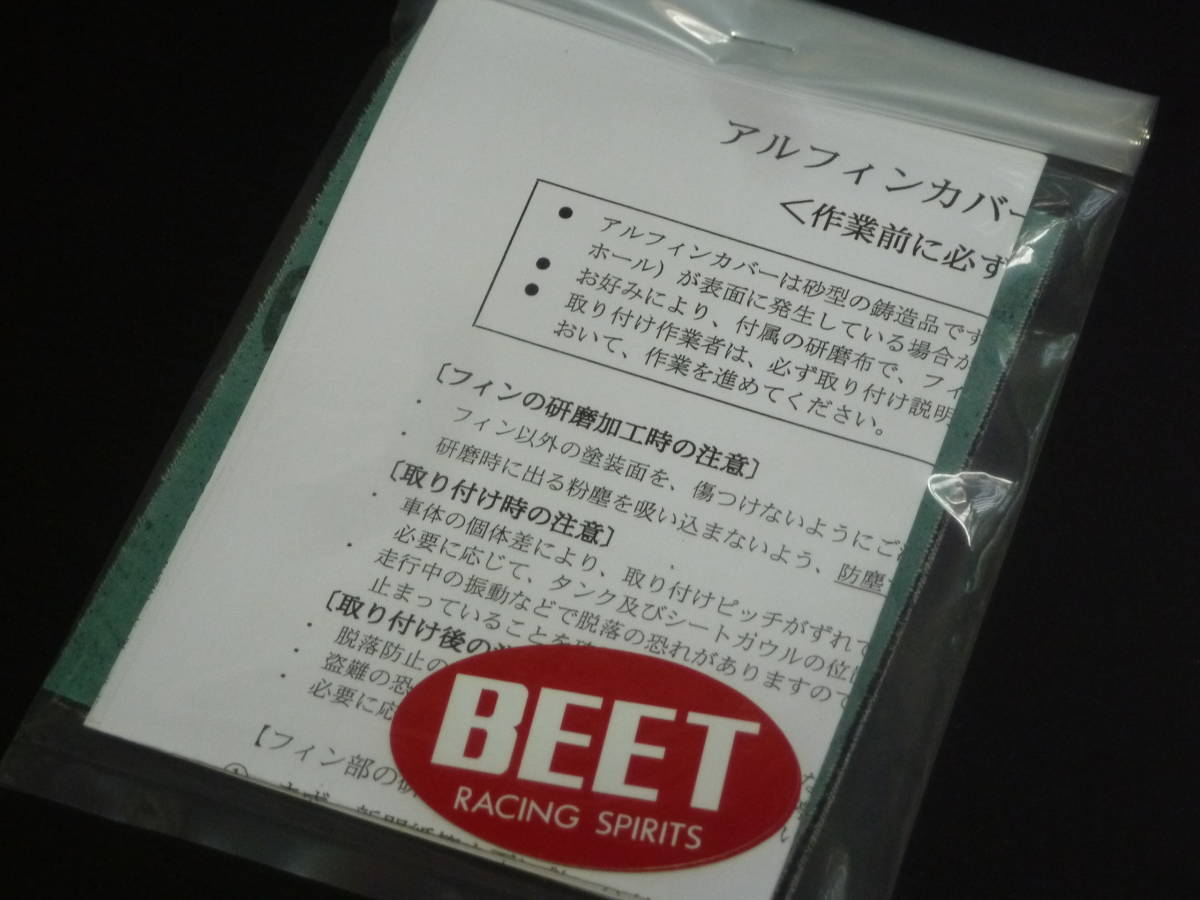 アルフィンカバー
＜作業前に必ず
● アルフィンカバーは砂型の鋳造品です
ホール）が表面に発生している場合が
● お好みにより、付属の研磨布で、フィ
● 取り付け作業者は、必ず取り付け説明
おいて、作業を進めてください。
〔フィンの研磨加工時の注意〕
・ フィン以外の塗装面を、傷つけないようにご
・ 研磨時に出る粉塵を吸い込まないよう、防塵
〔取り付け時の注意〕
・ 車体の個体差により、取り付けピッチがずれて
必要に応じて、タンク及びシートガウルの位
・ 走行中の振動などで脱落の恐れがありますので
止まっていることを
〔取り付け後の
・ 脱落防止の
・ 盗難の恐
・ 必要に応
【フィン部の研
BEET
RACING SPIRITS